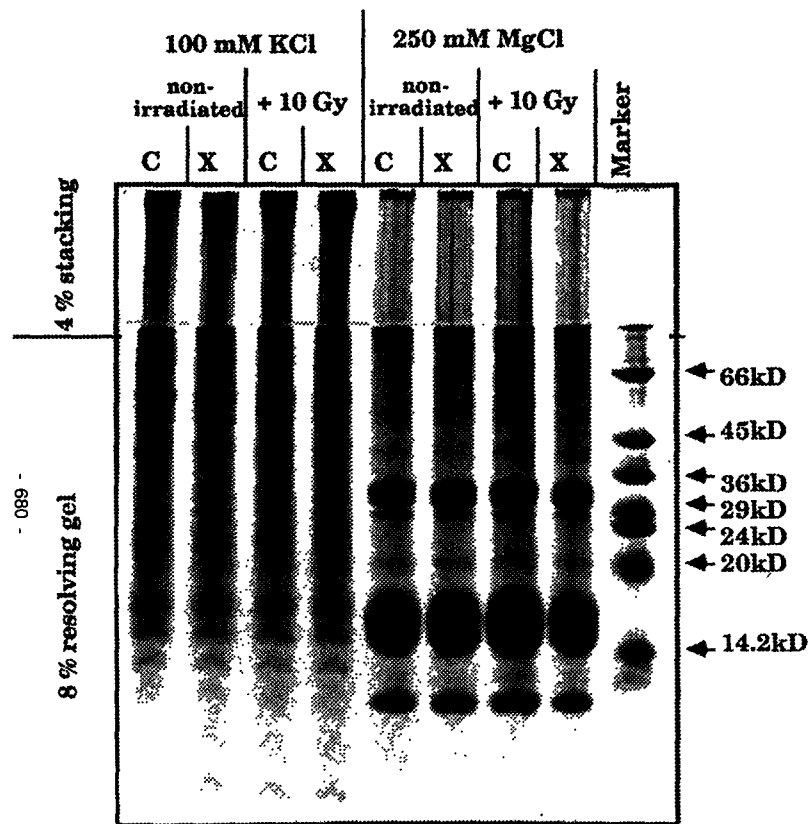 100 mM KCl 250 mM MgCl
non-irradiated + 10 Gy non-irradiated + 10 Gy
C X C X C X C X Marker
4 % stacking
8 % resolving gel
- 089 -
66kD
45kD
36kD
29kD
24kD
20kD
14.2kD